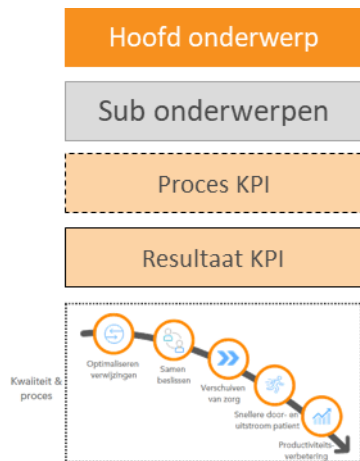 Hoofd onderwerp
Sub onderwerpen
Proces KPI
Resultaat KPI
Kwaliteit &
proces
Optimaliseren
verwijzingen
Samen
beslissen
Verschuiven
van zorg
Snellere door- en
uitstroom patient
Productiviteits-
verbetering